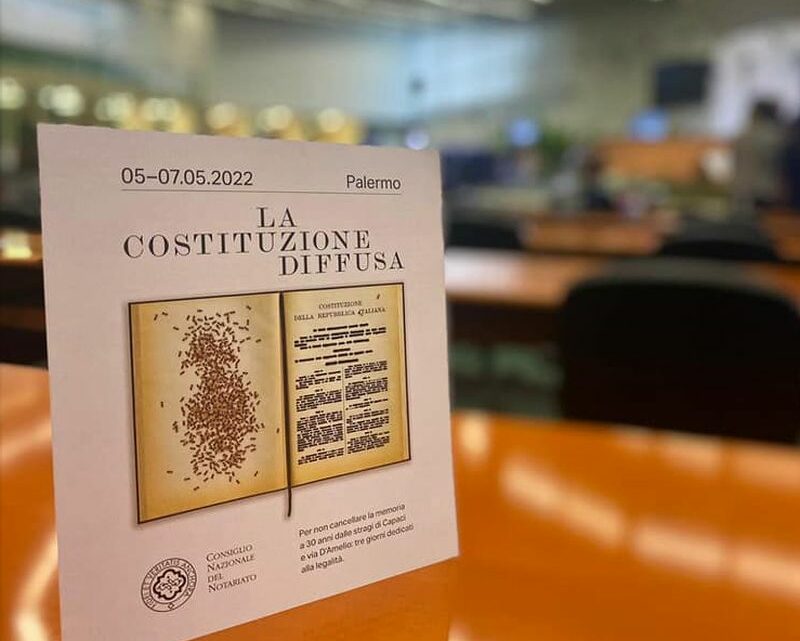 05–07.05.2022
Palermo
LA
COSTITUZIONE
DIFFUSA
COSTITUZIONE
DELLA REPUBBLICA ITALIANA
CONSIGLIO
NAZIONALE
DEL
NOTARIATO
Per non cancellare la memoria
a 30 anni dalle stragi di Capaci
e via D'Amelio: tre giorni dedicati
alla legalità.